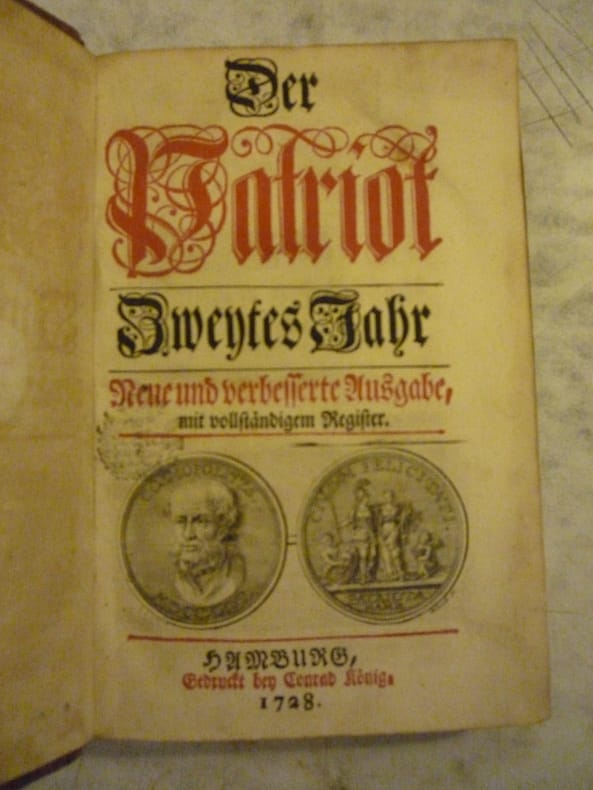 Der
Patriot
Zweytes Jahr
Neue und verbesserte Ausgabe,
mit vollständigem Register.
HAMBURG,
Gedruckt bey Conrad König.
1728.